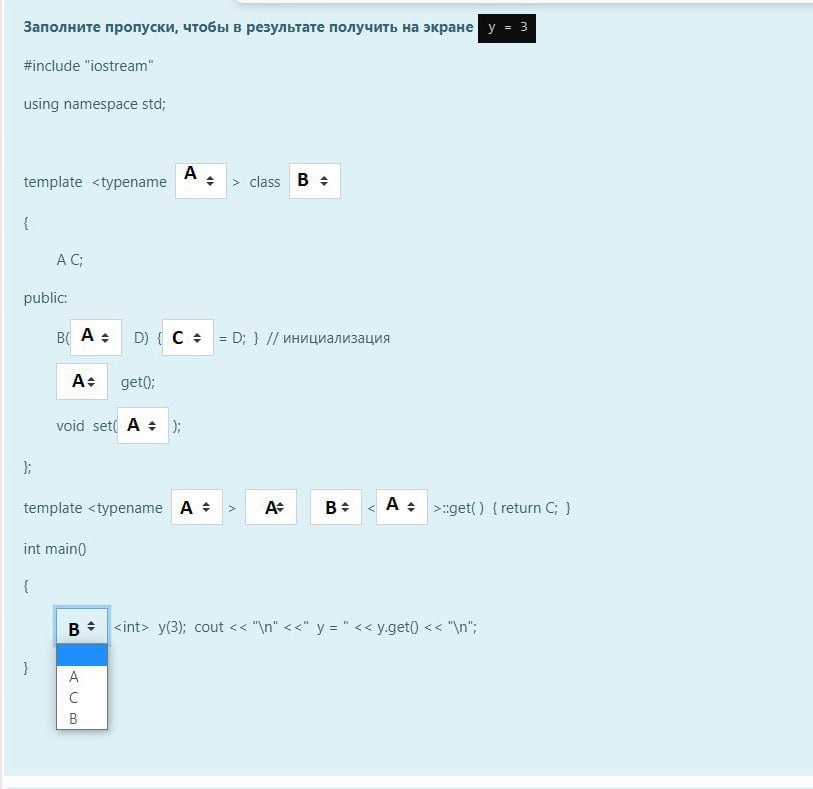 Заполните пропуски, чтобы в результате получить на экране y = 3
#include "iostream"
using namespace std;
template <typename A > class B
{
A C;
public:
B( A D) { C = D; } // инициализация
A get();
void set( A );
};
template <typename A > A B < A >::get( ) { return C; }
int main()
{
B <int> y(3); cout << "\n" <<" y = " << y.get() << "\n";
}
A
C
B